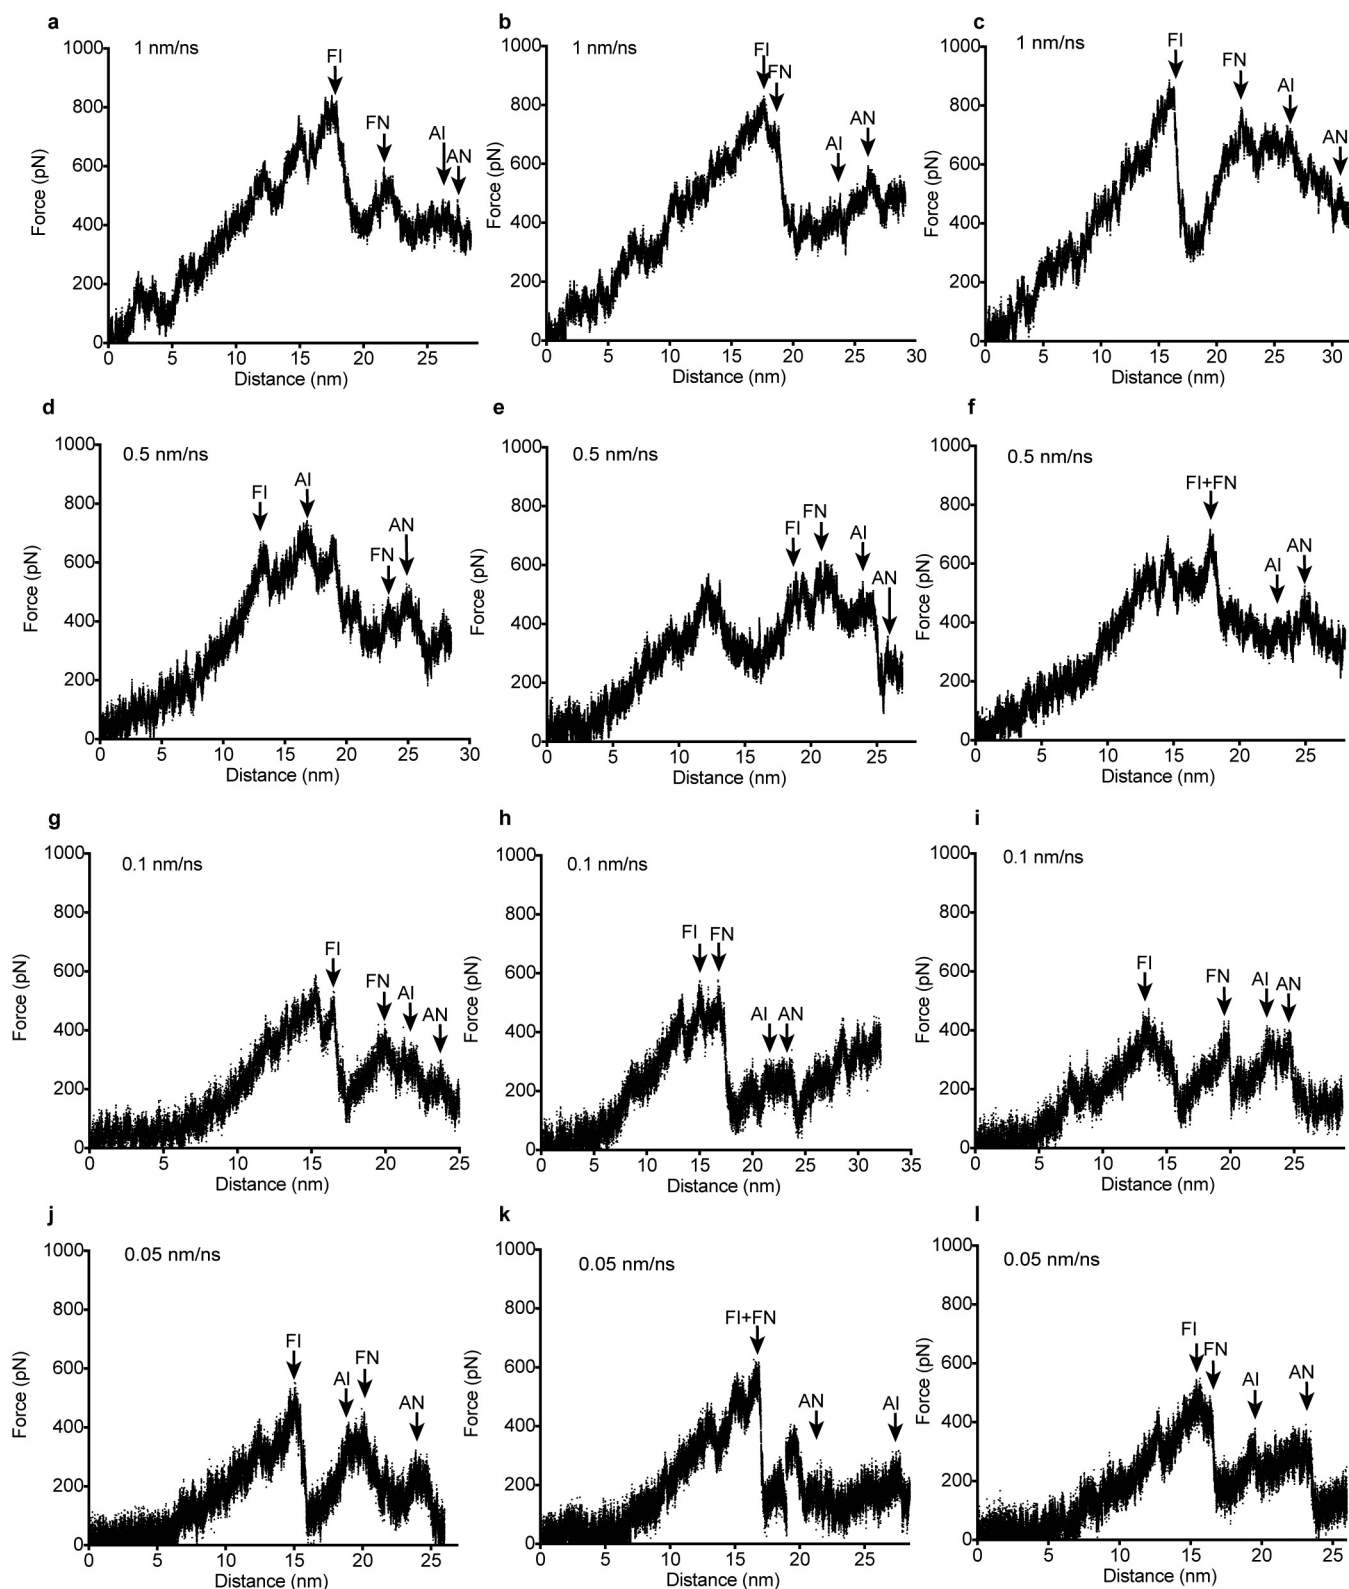 a
1 nm/ns
FI
FN
AI
AN
Force (pN)
1000
800
600
400
200
0
0 5 10 15 20 25
Distance (nm)
b
1 nm/ns
FI
FN
AI
AN
Force (pN)
1000
800
600
400
200
0
0 5 10 15 20 25 30
Distance (nm)
c
1 nm/ns
FI
FN
AI
AN
Force (pN)
1000
800
600
400
200
0
0 5 10 15 20 25 30
Distance (nm)
d
0.5 nm/ns
FI
AI
FN
AN
Force (pN)
1000
800
600
400
200
0
0 5 10 15 20 25 30
Distance (nm)
e
0.5 nm/ns
FI
FN
AI
AN
Force (pN)
1000
800
600
400
200
0
0 5 10 15 20 25
Distance (nm)
f
0.5 nm/ns
FI+FN
AI
AN
Force (pN)
1000
800
600
400
200
0
0 5 10 15 20 25
Distance (nm)
g
0.1 nm/ns
FI
FN
AI
AN
Force (pN)
1000
800
600
400
200
0
0 5 10 15 20 25
Distance (nm)
h
0.1 nm/ns
FI
FN
AI
AN
Force (pN)
1000
800
600
400
200
0
0 5 10 15 20 25 30 35
Distance (nm)
i
0.1 nm/ns
FI
FN
AI
AN
Force (pN)
1000
800
600
400
200
0
0 5 10 15 20 25
Distance (nm)
j
0.05 nm/ns
FI
AI
FN
AN
Force (pN)
1000
800
600
400
200
0
0 5 10 15 20 25
Distance (nm)
k
0.05 nm/ns
FI+FN
AN
AI
Force (pN)
1000
800
600
400
200
0
0 5 10 15 20 25
Distance (nm)
l
0.05 nm/ns
FI
FN
AI
AN
Force (pN)
1000
800
600
400
200
0
0 5 10 15 20 25
Distance (nm)